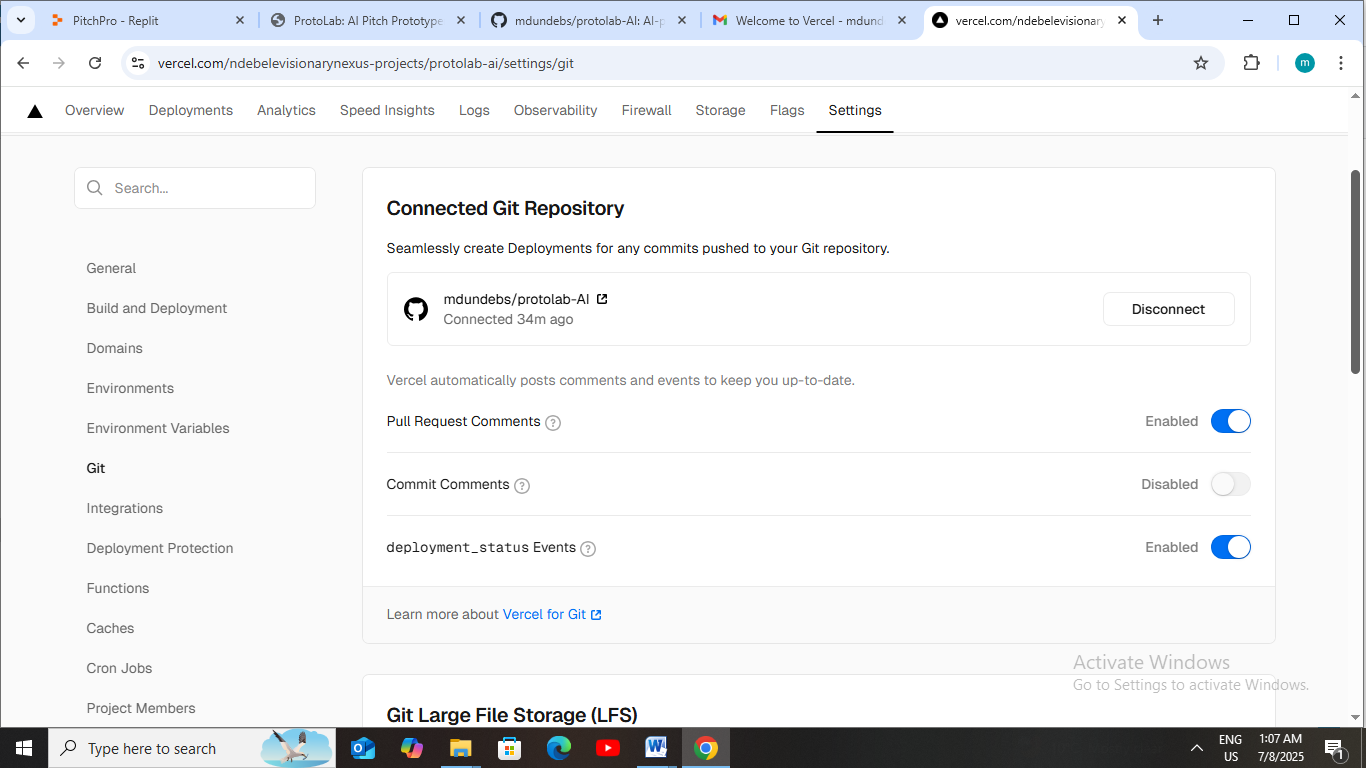 PitchPro - Replit
ProtoLab: AI Pitch Prototype
mdundebs/protolab-AI: AI-p
Welcome to Vercel - mdund
vercel.com/ndebelevisionary
vercel.com/ndebelevisionarynexus-projects/protolab-ai/settings/git
m
Overview
Deployments
Analytics
Speed Insights
Logs
Observability
Firewall
Storage
Flags
Settings
Search...
General
Build and Deployment
Domains
Environments
Environment Variables
Git
Integrations
Deployment Protection
Functions
Caches
Cron Jobs
Project Members
Connected Git Repository
Seamlessly create Deployments for any commits pushed to your Git repository.
mdundebs/protolab-AI
Connected 34m ago
Disconnect
Vercel automatically posts comments and events to keep you up-to-date.
Pull Request Comments ?
Enabled
Commit Comments ?
Disabled
deployment_status Events ?
Enabled
Learn more about Vercel for Git
Git Large File Storage (LFS)
Activate Windows
Go to Settings to activate Windows.
Type here to search
ENG
US
1:07 AM
7/8/2025
1